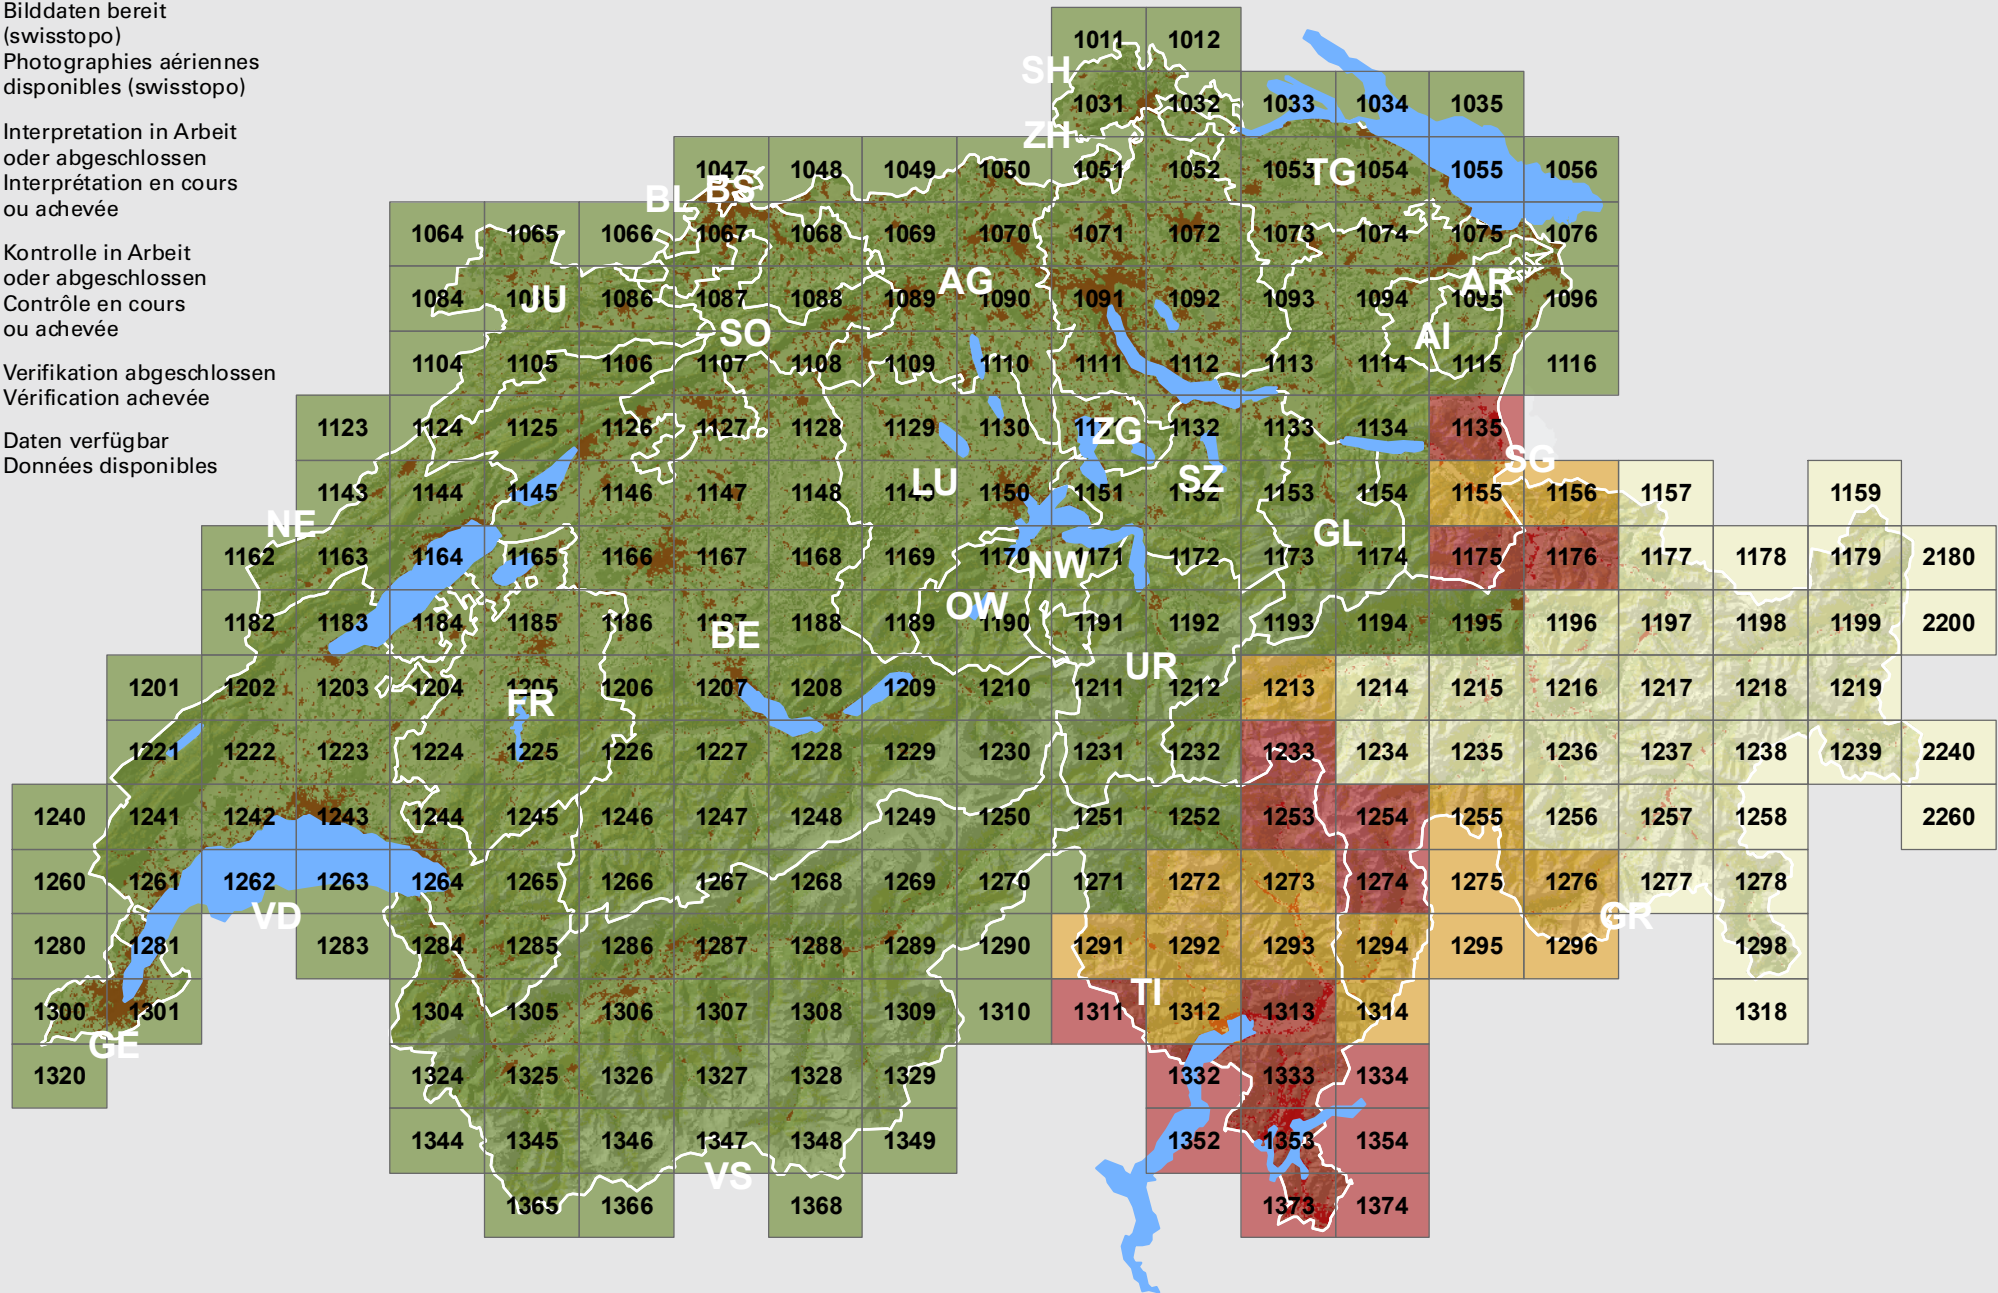 Bilddaten bereit
(swisstopo)
Photographies aériennes
disponibles (swisstopo)
Interpretation in Arbeit
oder abgeschlossen
Interprétation en cours
ou achevée
Kontrolle in Arbeit
oder abgeschlossen
Contrôle en cours
ou achevée
Verifikation abgeschlossen
Vérification achevée
Daten verfügbar
Données disponibles
1011 1012
SH
1031 1032 1033 1034 1035
ZH
1047 1048 1049 1050 1051 1052 1053 TG 1054 1055 1056
BL BS
1064 1065 1066 1067 1068 1069 1070 1071 1072 1073 1074 1075 1076
AG AR
1084 1085 JU 1086 1087 1088 1089 1090 1091 1092 1093 1094 1095 1096
SO AI
1104 1105 1106 1107 1108 1109 1110 1111 1112 1113 1114 1115 1116
1123 1124 1125 1126 1127 1128 1129 1130 1131 ZG 1132 1133 1134 1135
SG
LU SZ
1143 1144 1145 1146 1147 1148 1149 1150 1151 1152 1153 1154 1155 1156 1157 1159
NE GL
1162 1163 1164 1165 1166 1167 1168 1169 1170 NW 1171 1172 1173 1174 1175 1176 1177 1178 1179 2180
OW
1182 1183 1184 1185 1186 1187 BE 1188 1189 1190 1191 1192 1193 1194 1195 1196 1197 1198 1199 2200
UR
1201 1202 1203 1204 1205 1206 1207 1208 1209 1210 1211 1212 1213 1214 1215 1216 1217 1218 1219
FR
1221 1222 1223 1224 1225 1226 1227 1228 1229 1230 1231 1232 1233 1234 1235 1236 1237 1238 1239 2240
1240 1241 1242 1243 1244 1245 1246 1247 1248 1249 1250 1251 1252 1253 1254 1255 1256 1257 1258 2260
1260 1261 1262 1263 1264 1265 1266 1267 1268 1269 1270 1271 1272 1273 1274 1275 1276 1277 1278
VD GR
1280 1281 1283 1284 1285 1286 1287 1288 1289 1290 1291 1292 1293 1294 1295 1296 1298
TI
1300 1301 1304 1305 1306 1307 1308 1309 1310 1311 1312 1313 1314 1318
GE
1320 1324 1325 1326 1327 1328 1329 1332 1333 1334
1344 1345 1346 1347 1348 1349 1352 1353 1354
VS
1365 1366 1368 1373 1374